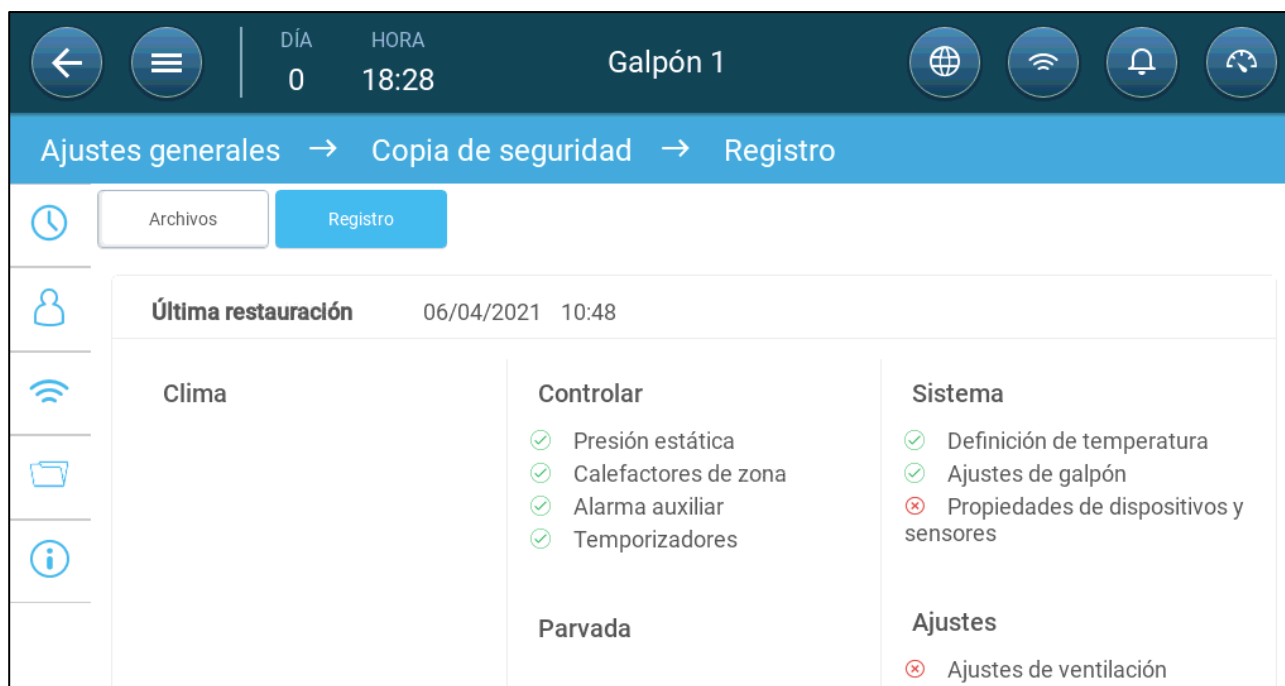 DÍA HORA
0 18:28
Galpón 1
Ajustes generales → Copia de seguridad → Registro
Archivos Registro
Última restauración 06/04/2021 10:48
Clima
Controlar
Presión estática
Calefactores de zona
Alarma auxiliar
Temporizadores
Parvada
Sistema
Definición de temperatura
Ajustes de galpón
Propiedades de dispositivos y
sensores
Ajustes
Ajustes de ventilación